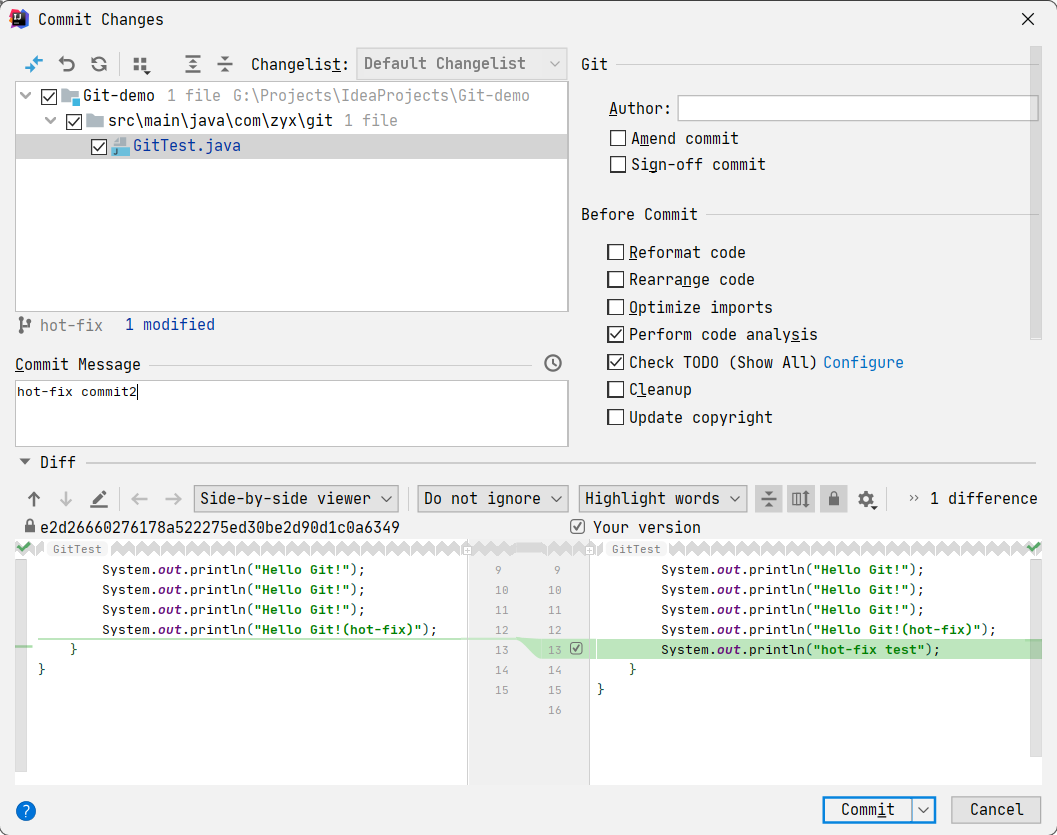 Commit Changes
Changelist: Default Changelist
Git-demo 1 file G:\Projects\IdeaProjects\Git-demo
src\main\java\com\zyx\git 1 file
GitTest.java
hot-fix 1 modified
Commit Message
hot-fix commit2
Git
Author:
Amend commit
Sign-off commit
Before Commit
Reformat code
Rearrange code
Optimize imports
Perform code analysis
Check TODO (Show All) Configure
Cleanup
Update copyright
Diff
Side-by-side viewer Do not ignore Highlight words >> 1 difference
e2d26660276178a522275ed30be2d90d1c0a6349 Your version
GitTest GitTest
System.out.println("Hello Git!"); 9 9 System.out.println("Hello Git!");
System.out.println("Hello Git!"); 10 10 System.out.println("Hello Git!");
System.out.println("Hello Git!"); 11 11 System.out.println("Hello Git!");
System.out.println("Hello Git!(hot-fix)"); 12 12 System.out.println("Hello Git!(hot-fix)");
} 13 13 System.out.println("hot-fix test");
} 14 14 }
15 15 }
16
? Commit Cancel